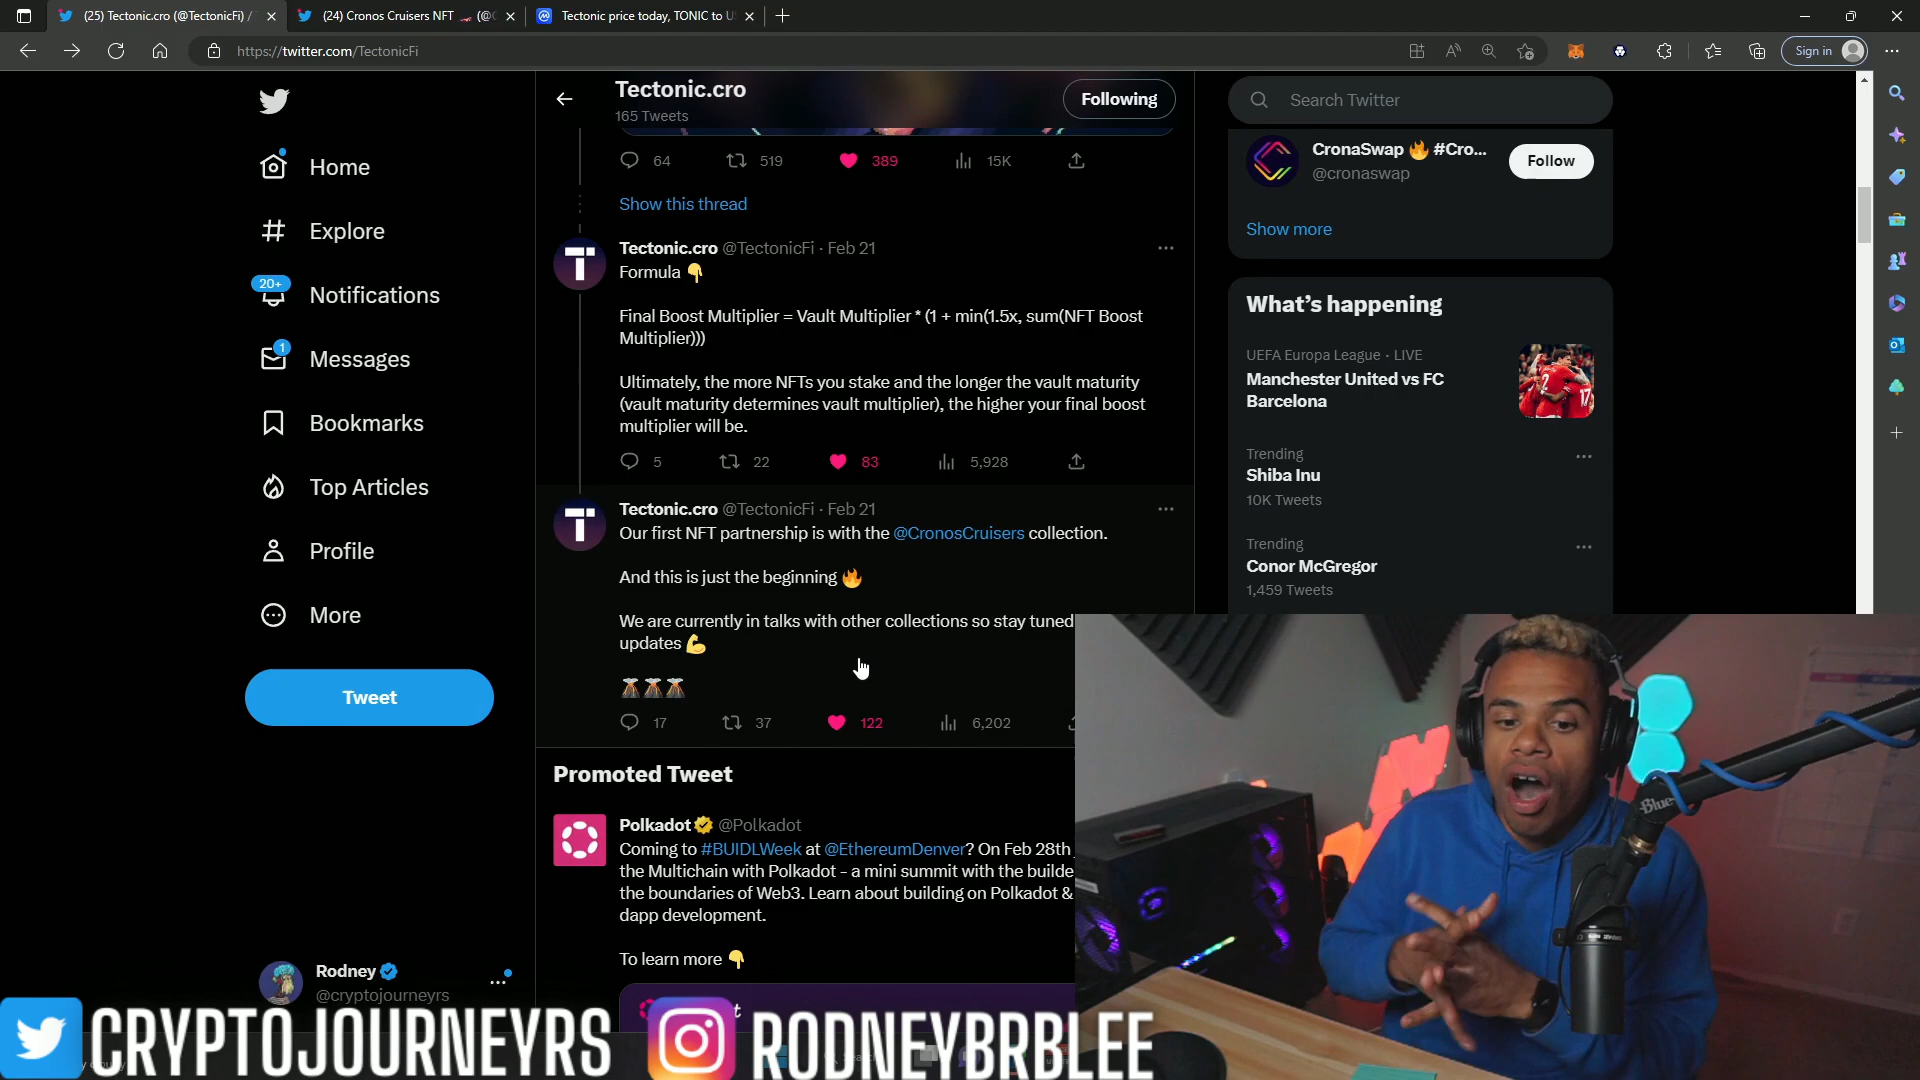 (25) Tectonic.cro (@TectonicFi) /
(24) Cronos Cruisers NFT
Tectonic price today, TONIC to U
https://twitter.com/TectonicFi
Sign in
Tectonic.cro
165 Tweets
Following
Search Twitter
Home
Explore
20+
Notifications
1
Messages
Bookmarks
Top Articles
Profile
More
Tweet
64 519 389 15K
Show this thread
Tectonic.cro @TectonicFi · Feb 21
Formula 👇
Final Boost Multiplier = Vault Multiplier * (1 + min(1.5x, sum(NFT Boost
Multiplier)))
Ultimately, the more NFTs you stake and the longer the vault maturity
(vault maturity determines vault multiplier), the higher your final boost
multiplier will be.
5 22 83 5,928
Tectonic.cro @TectonicFi · Feb 21
Our first NFT partnership is with the @CronosCruisers collection.
And this is just the beginning 🔥
We are currently in talks with other collections so stay tuned
updates 💪
🌋🌋🌋
17 37 122 6,202
Promoted Tweet
Polkadot @Polkadot
Coming to #BUIDLWeek at @EthereumDenver? On Feb 28th
the Multichain with Polkadot - a mini summit with the builde
the boundaries of Web3. Learn about building on Polkadot &
dapp development.
To learn more 👇
CronaSwap 🔥 #Cro...
@cronaswap
Follow
Show more
What's happening
UEFA Europa League · LIVE
Manchester United vs FC
Barcelona
Trending
Shiba Inu
10K Tweets
Trending
Conor McGregor
1,459 Tweets
Rodney
@cryptojourneyrs
Blue
CRYPTOJOURNEYRS
RODNEYBRBLEE